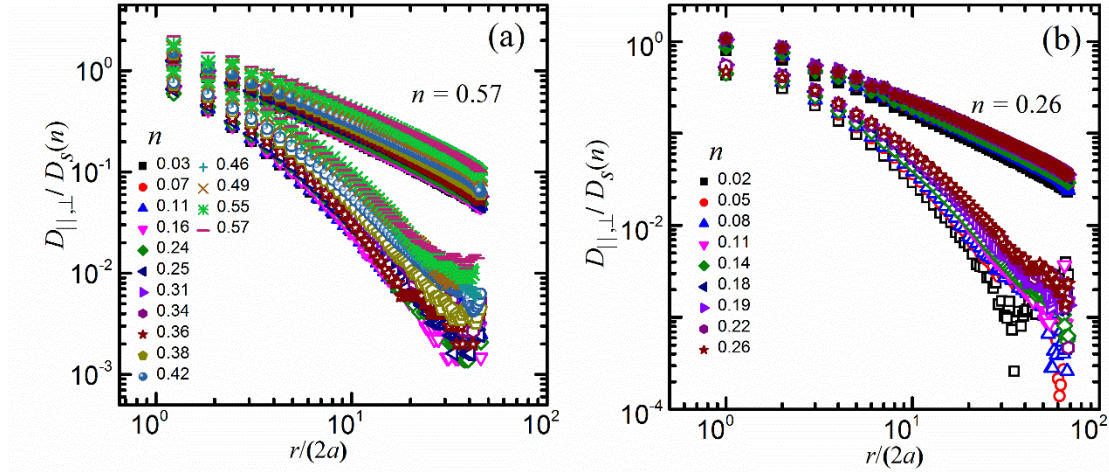 (a)
n = 0.57
n
0.03 0.46
0.07 0.49
0.11 0.55
0.16 0.57
0.24
0.25
0.31
0.34
0.36
0.38
0.42
D||,⊥ / DS(n)
10^0
10^-1
10^-2
10^-3
10^0 10^1 10^2
r/(2a)
(b)
n = 0.26
n
0.02
0.05
0.08
0.11
0.14
0.18
0.19
0.22
0.26
D||,⊥ / DS(n)
10^0
10^-1
10^-2
10^-3
10^-4
10^0 10^1 10^2
r/(2a)